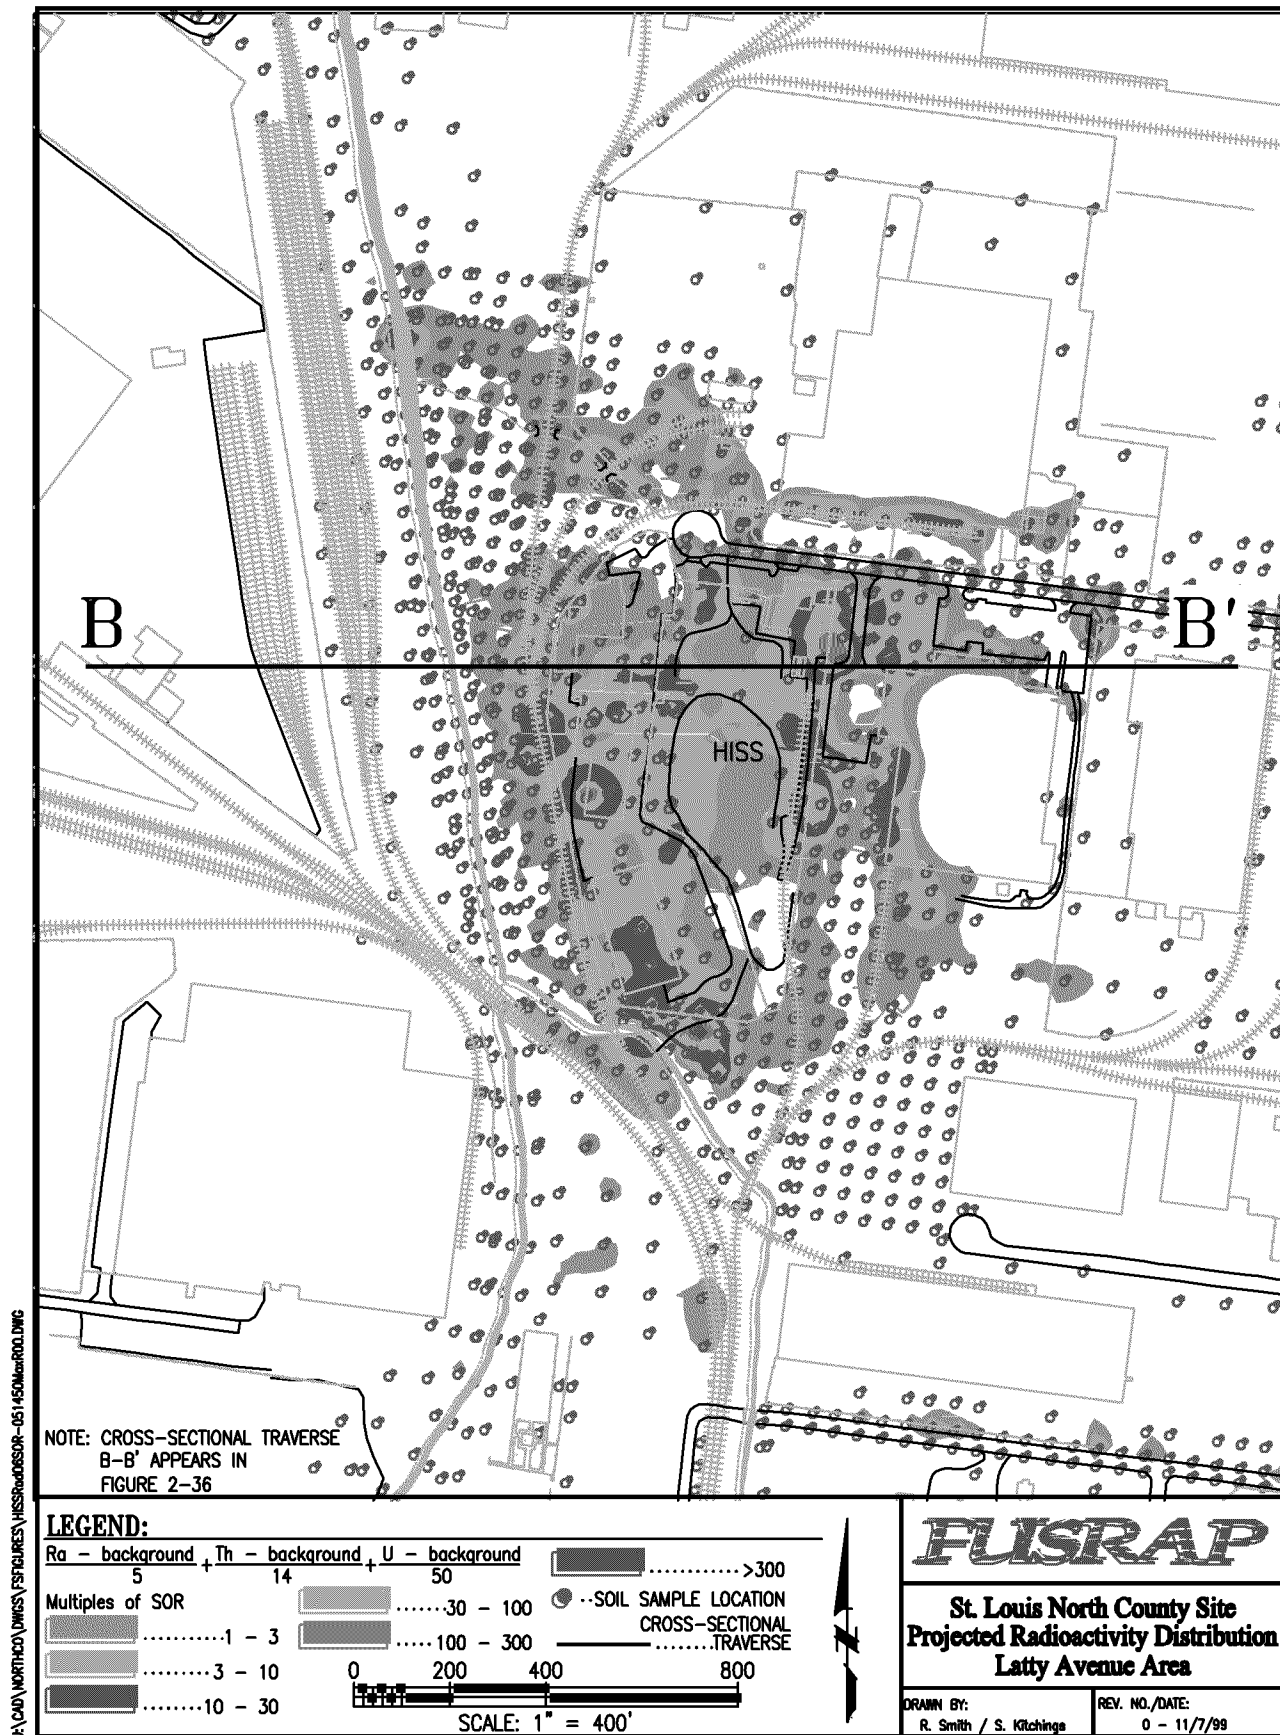 B
B'
HISS
NOTE: CROSS-SECTIONAL TRAVERSE
B-B' APPEARS IN
FIGURE 2-36
LEGEND:
Ra - background + Th - background + U - background
5 14 50
Multiples of SOR
.........1 - 3
.........3 - 10
........10 - 30
......30 - 100
.....100 - 300
.........>300
..SOIL SAMPLE LOCATION
CROSS-SECTIONAL
.......TRAVERSE
0 200 400 800
SCALE: 1" = 400'
FUSRAP
St. Louis North County Site
Projected Radioactivity Distribution
Latty Avenue Area
DRAWN BY:
R. Smith / S. Kitchings
REV. NO./DATE:
0 - 11/7/99